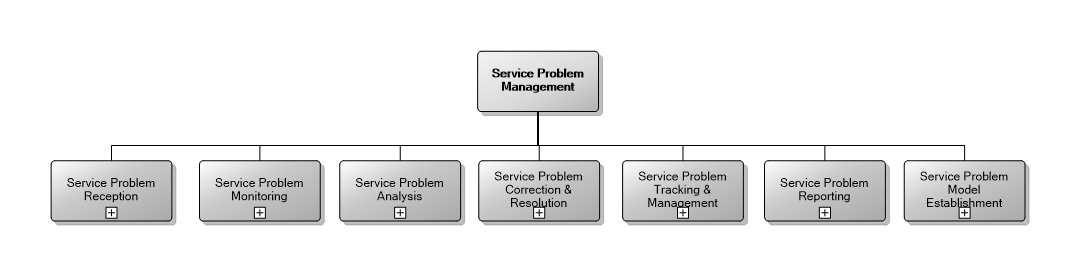 Service Problem
Management
Service Problem
Reception
Service Problem
Monitoring
Service Problem
Analysis
Service Problem
Correction &
Resolution
Service Problem
Tracking &
Management
Service Problem
Reporting
Service Problem
Model
Establishment